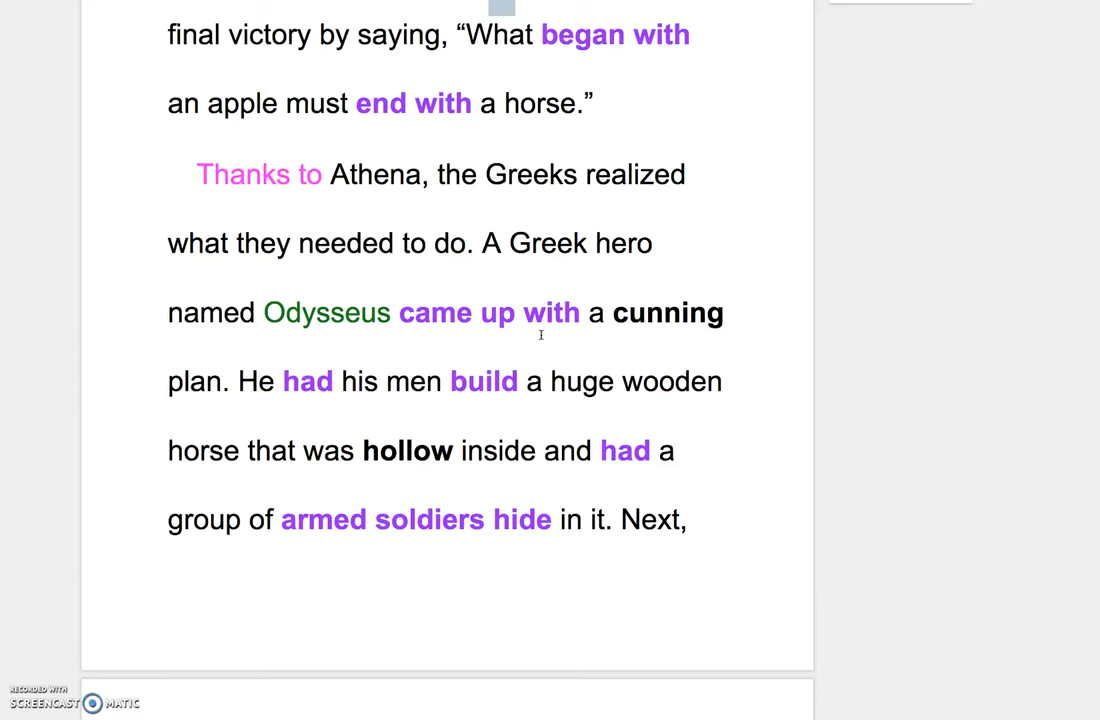 final victory by saying, “What began with
an apple must end with a horse.”
Thanks to Athena, the Greeks realized
what they needed to do. A Greek hero
named Odysseus came up with a cunning
plan. He had his men build a huge wooden
horse that was hollow inside and had a
group of armed soldiers hide in it. Next,
RECORDED WITH
SCREENCAST MATIC